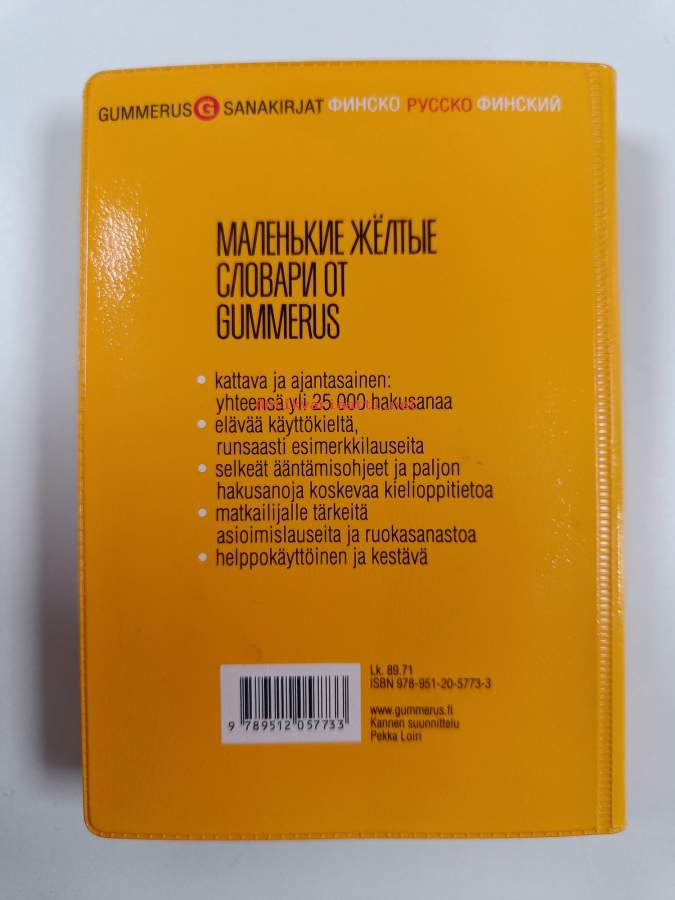 GUMMERUS G SANAKIRJAT ФИНСКО РУССКО ФИНСКИЙ
МАЛЕНЬКИЕ ЖЁЛТЫЕ
СЛОВАРИ ОТ
GUMMERUS
• kattava ja ajantasainen:
yhteensä yli 25 000 hakusanaa
• elävää käyttökieltä,
runsaasti esimerkkilauseita
• selkeät ääntämisohjeet ja paljon
hakusanoja koskevaa kielioppitietoa
• matkailijalle tärkeitä
asioimislauseita ja ruokasanastoa
• helppokäyttöinen ja kestävä
Lk. 89.71
ISBN 978-951-20-5773-3
www.gummerus.fi
Kannen suunnittelu
Pekka Loiri
9 789512 057733